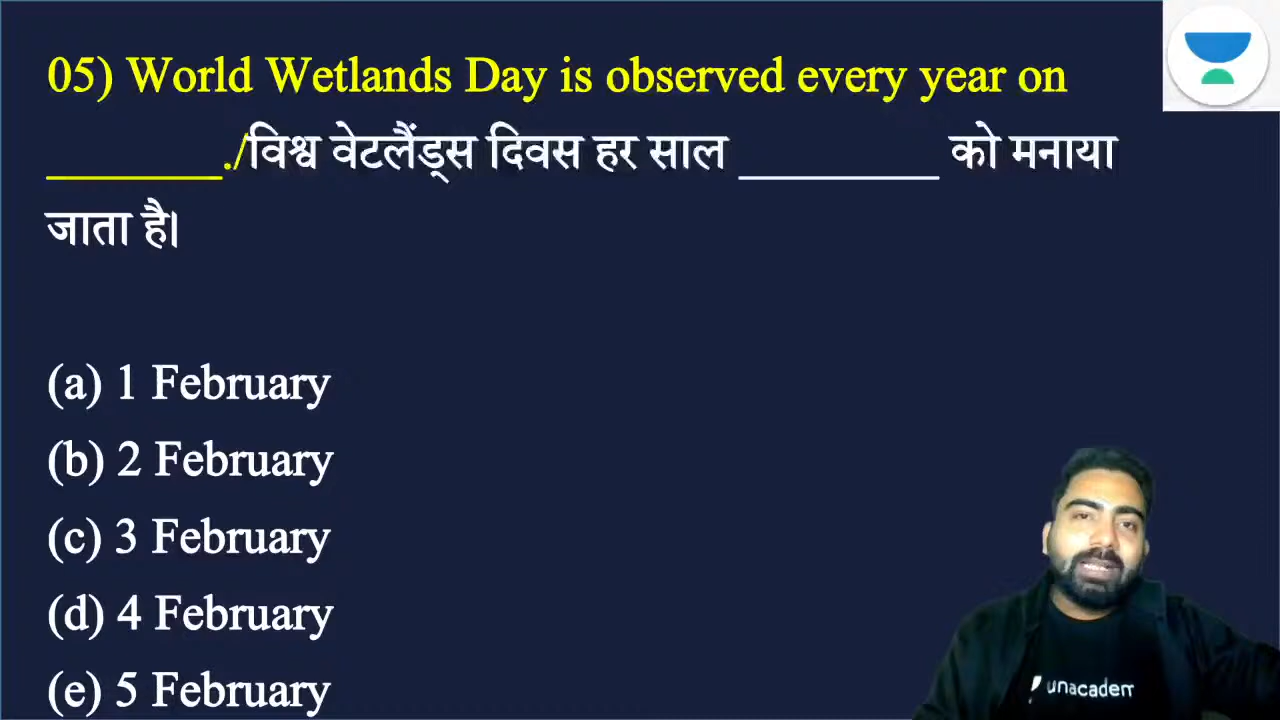 05) World Wetlands Day is observed every year on
_______./विश्व वेटलैंड्स दिवस हर साल ________ को मनाया
जाता है।
(a) 1 February
(b) 2 February
(c) 3 February
(d) 4 February
(e) 5 February
unacadem